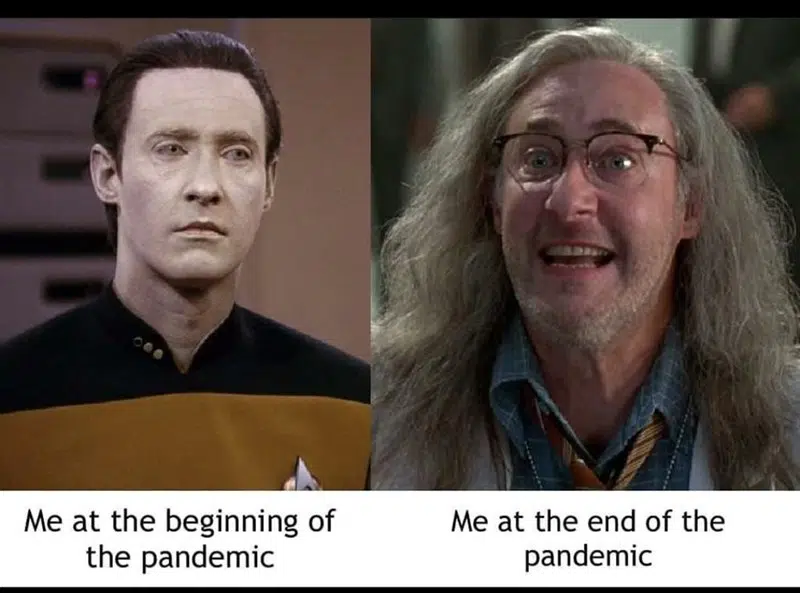 Me at the beginning of
the pandemic
Me at the end of the
pandemic